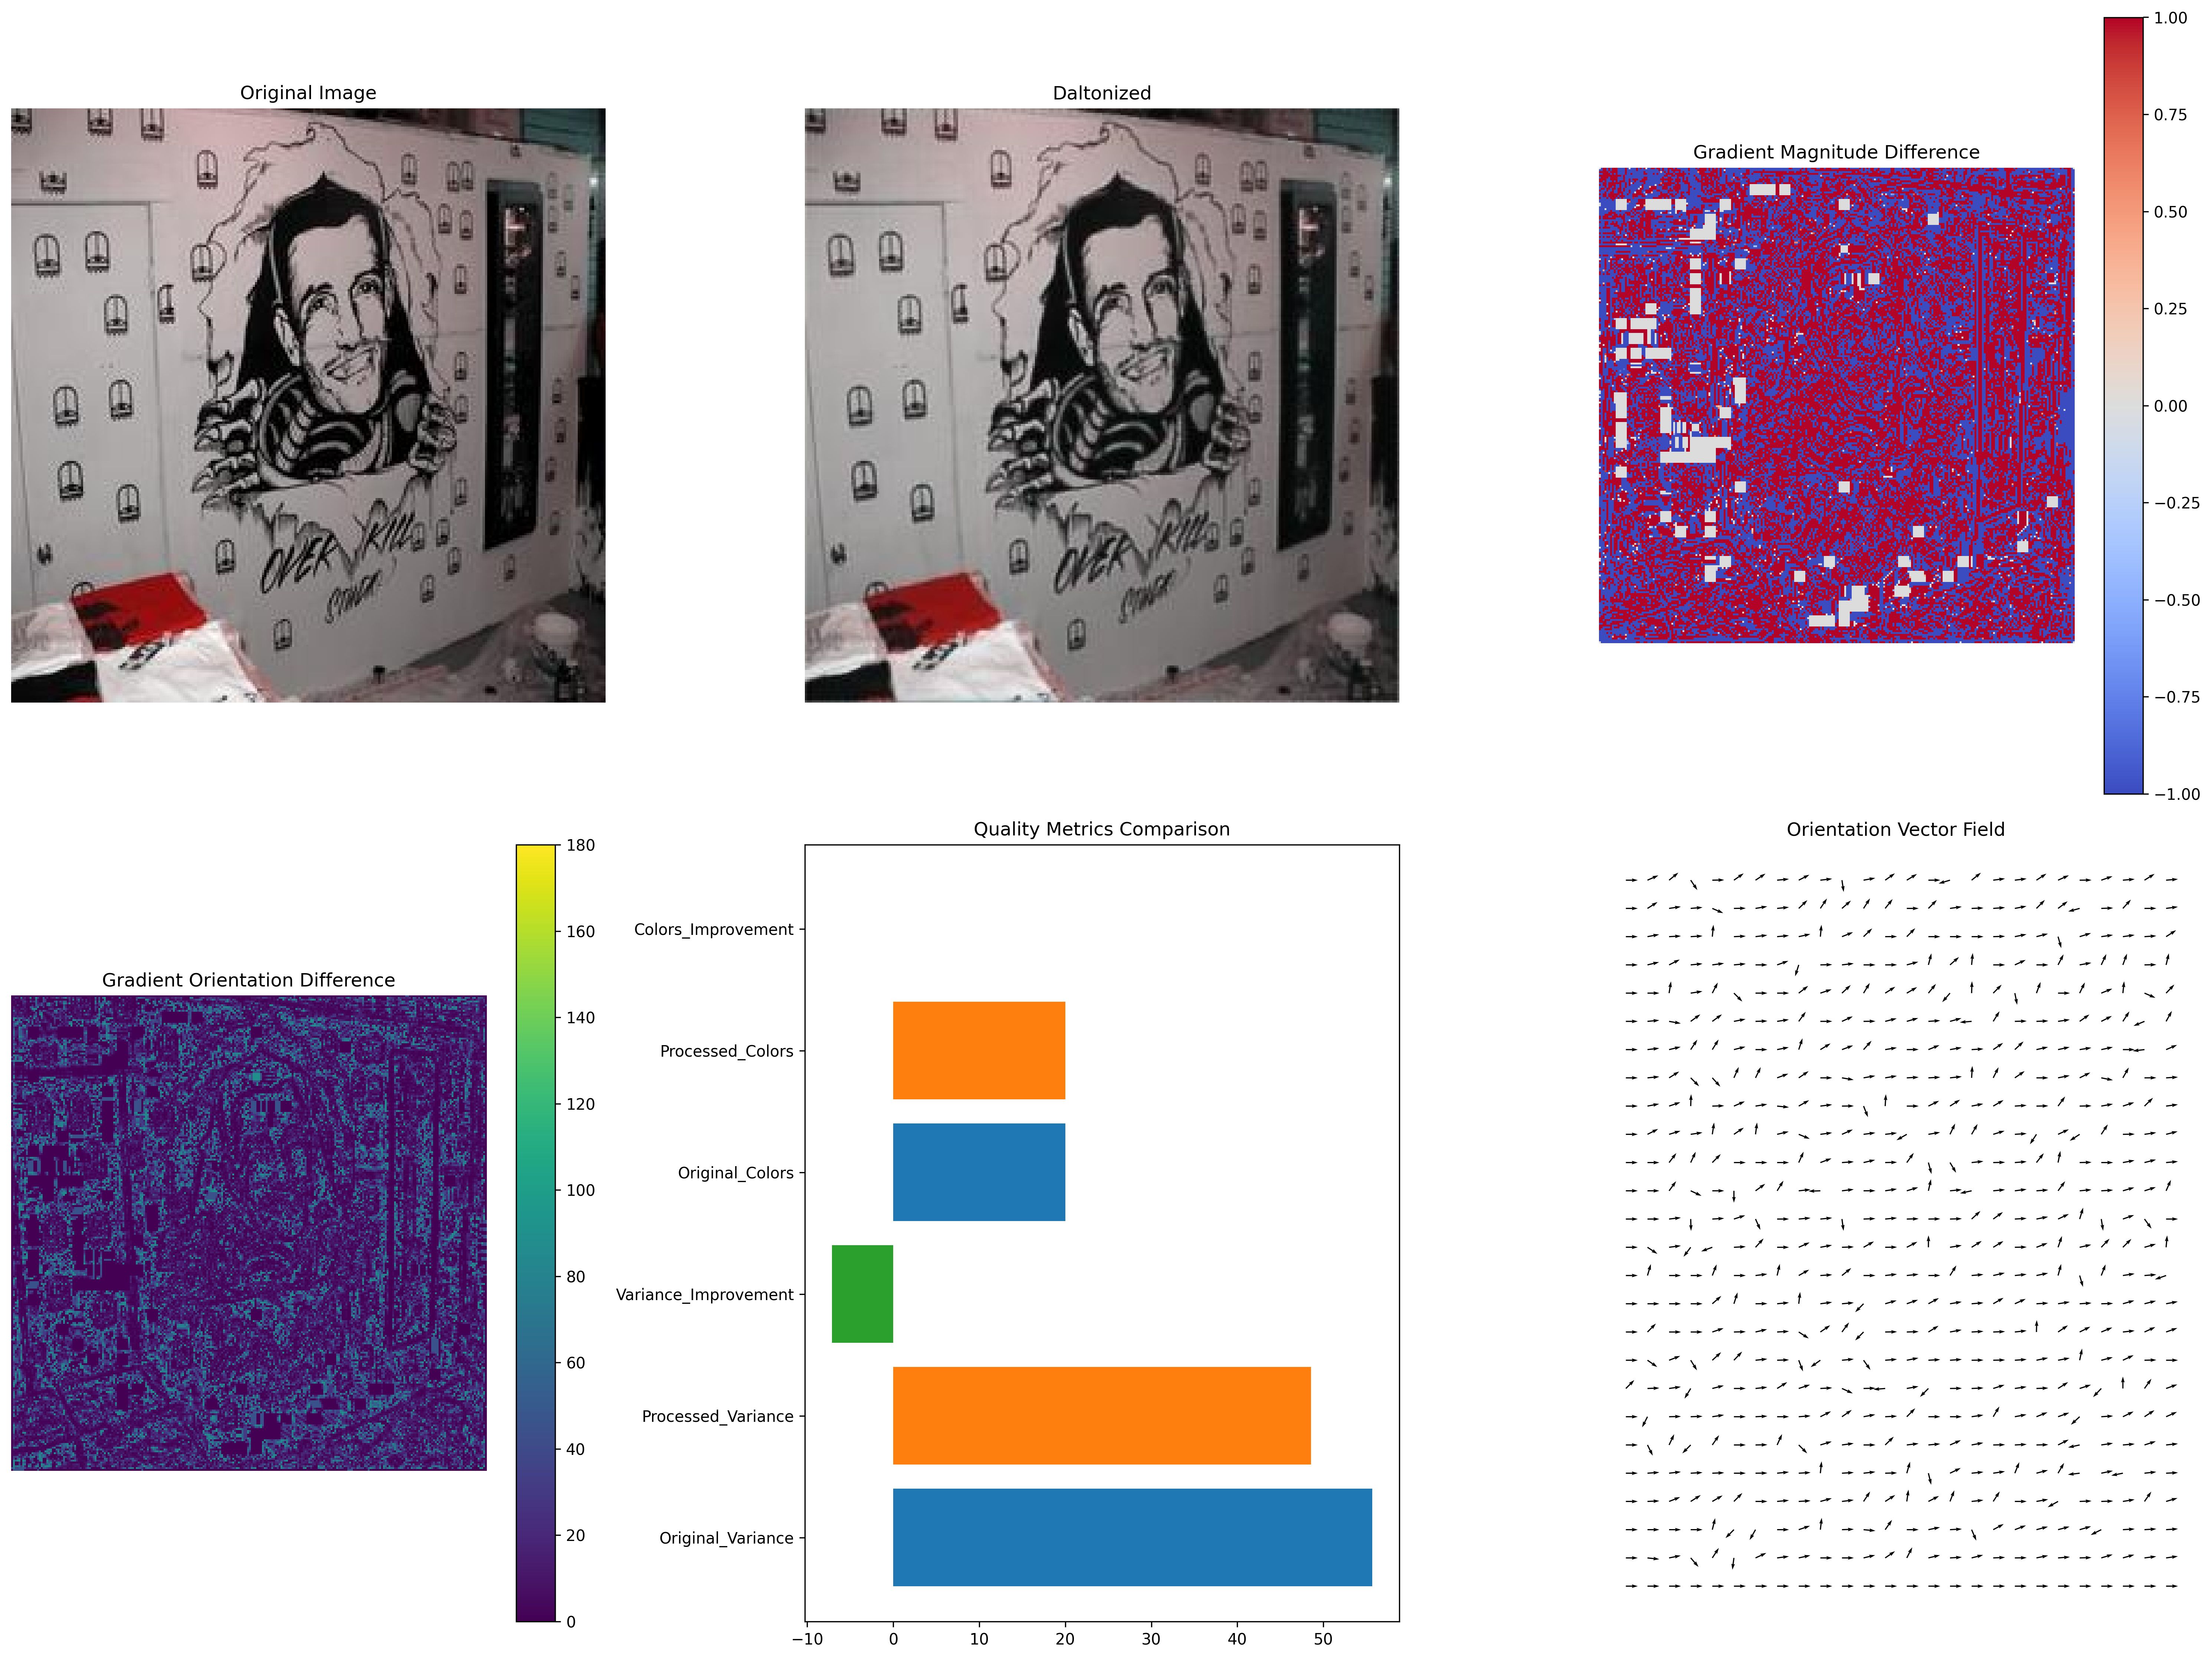 Original Image
Daltonized
Gradient Magnitude Difference
1.00
0.75
0.50
0.25
0.00
−0.25
−0.50
−0.75
−1.00
OVER KILL
OVER KILL
Gradient Orientation Difference
180
160
140
120
100
80
60
40
20
0
Quality Metrics Comparison
Colors_Improvement
Processed_Colors
Original_Colors
Variance_Improvement
Processed_Variance
Original_Variance
−10 0 10 20 30 40 50
Orientation Vector Field